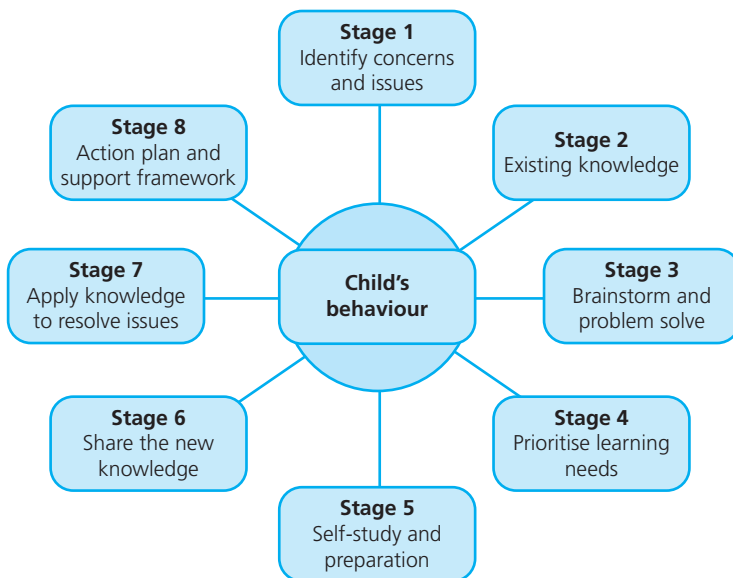 Stage 1
Identify concerns
and issues
Stage 2
Existing knowledge
Stage 3
Brainstorm and
problem solve
Stage 4
Prioritise learning
needs
Stage 5
Self-study and
preparation
Stage 6
Share the new
knowledge
Stage 7
Apply knowledge
to resolve issues
Stage 8
Action plan and
support framework
Child's
behaviour